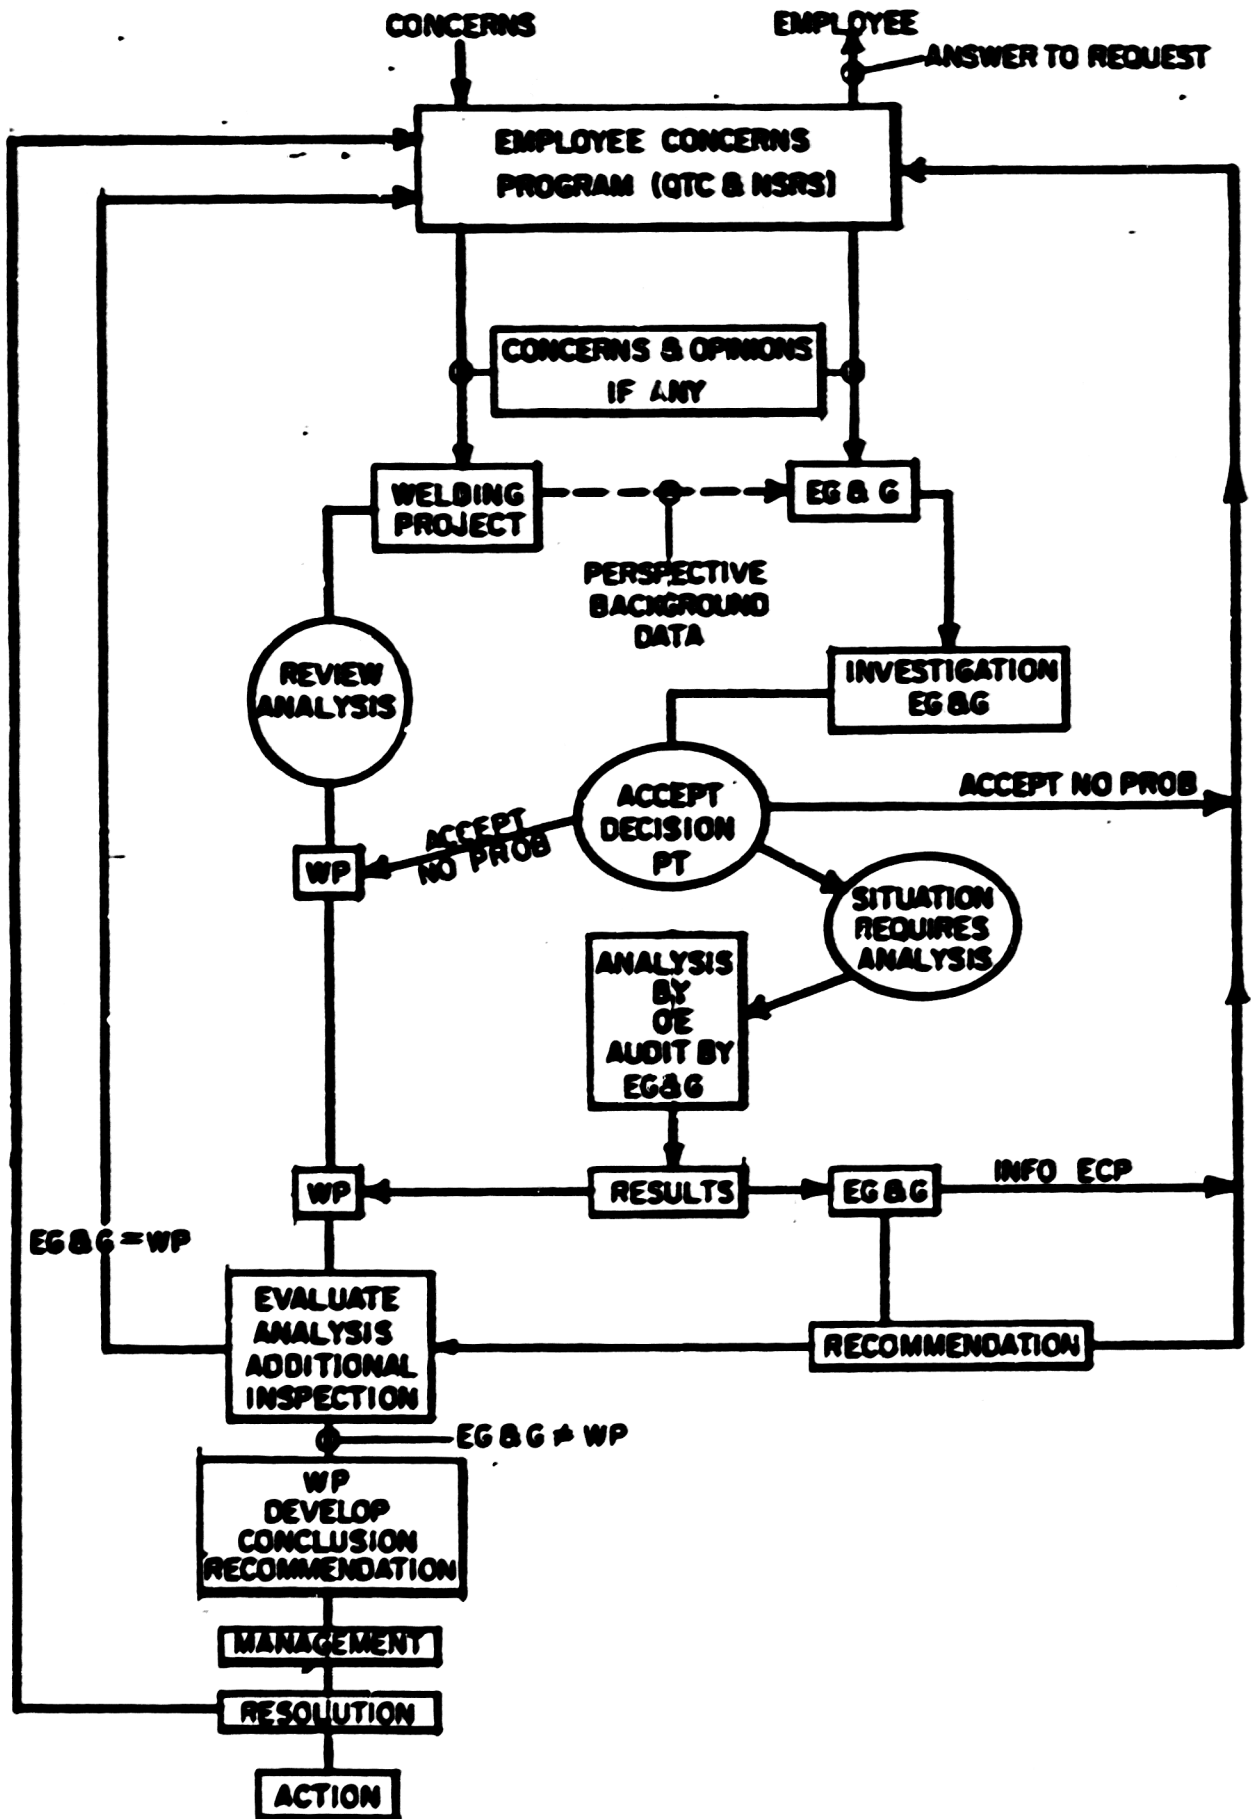 CONCERNS
EMPLOYEE
ANSWER TO REQUEST
EMPLOYEE CONCERNS
PROGRAM (QTC & NSRS)
CONCERNS & OPINIONS
IF ANY
WELDING
PROJECT
EG & G
PERSPECTIVE
BACKGROUND
DATA
REVIEW
ANALYSIS
INVESTIGATION
EG&G
ACCEPT
DECISION
PT
ACCEPT NO PROB
ACCEPT
NO PROB
WP
SITUATION
REQUIRES
ANALYSIS
ANALYSIS
BY
OE
AUDIT BY
EG&G
WP
RESULTS
EG&G
INFO ECP
EG&G = WP
EVALUATE
ANALYSIS
ADDITIONAL
INSPECTION
RECOMMENDATION
EG&G ≠ WP
WP
DEVELOP
CONCLUSION
RECOMMENDATION
MANAGEMENT
RESOLUTION
ACTION